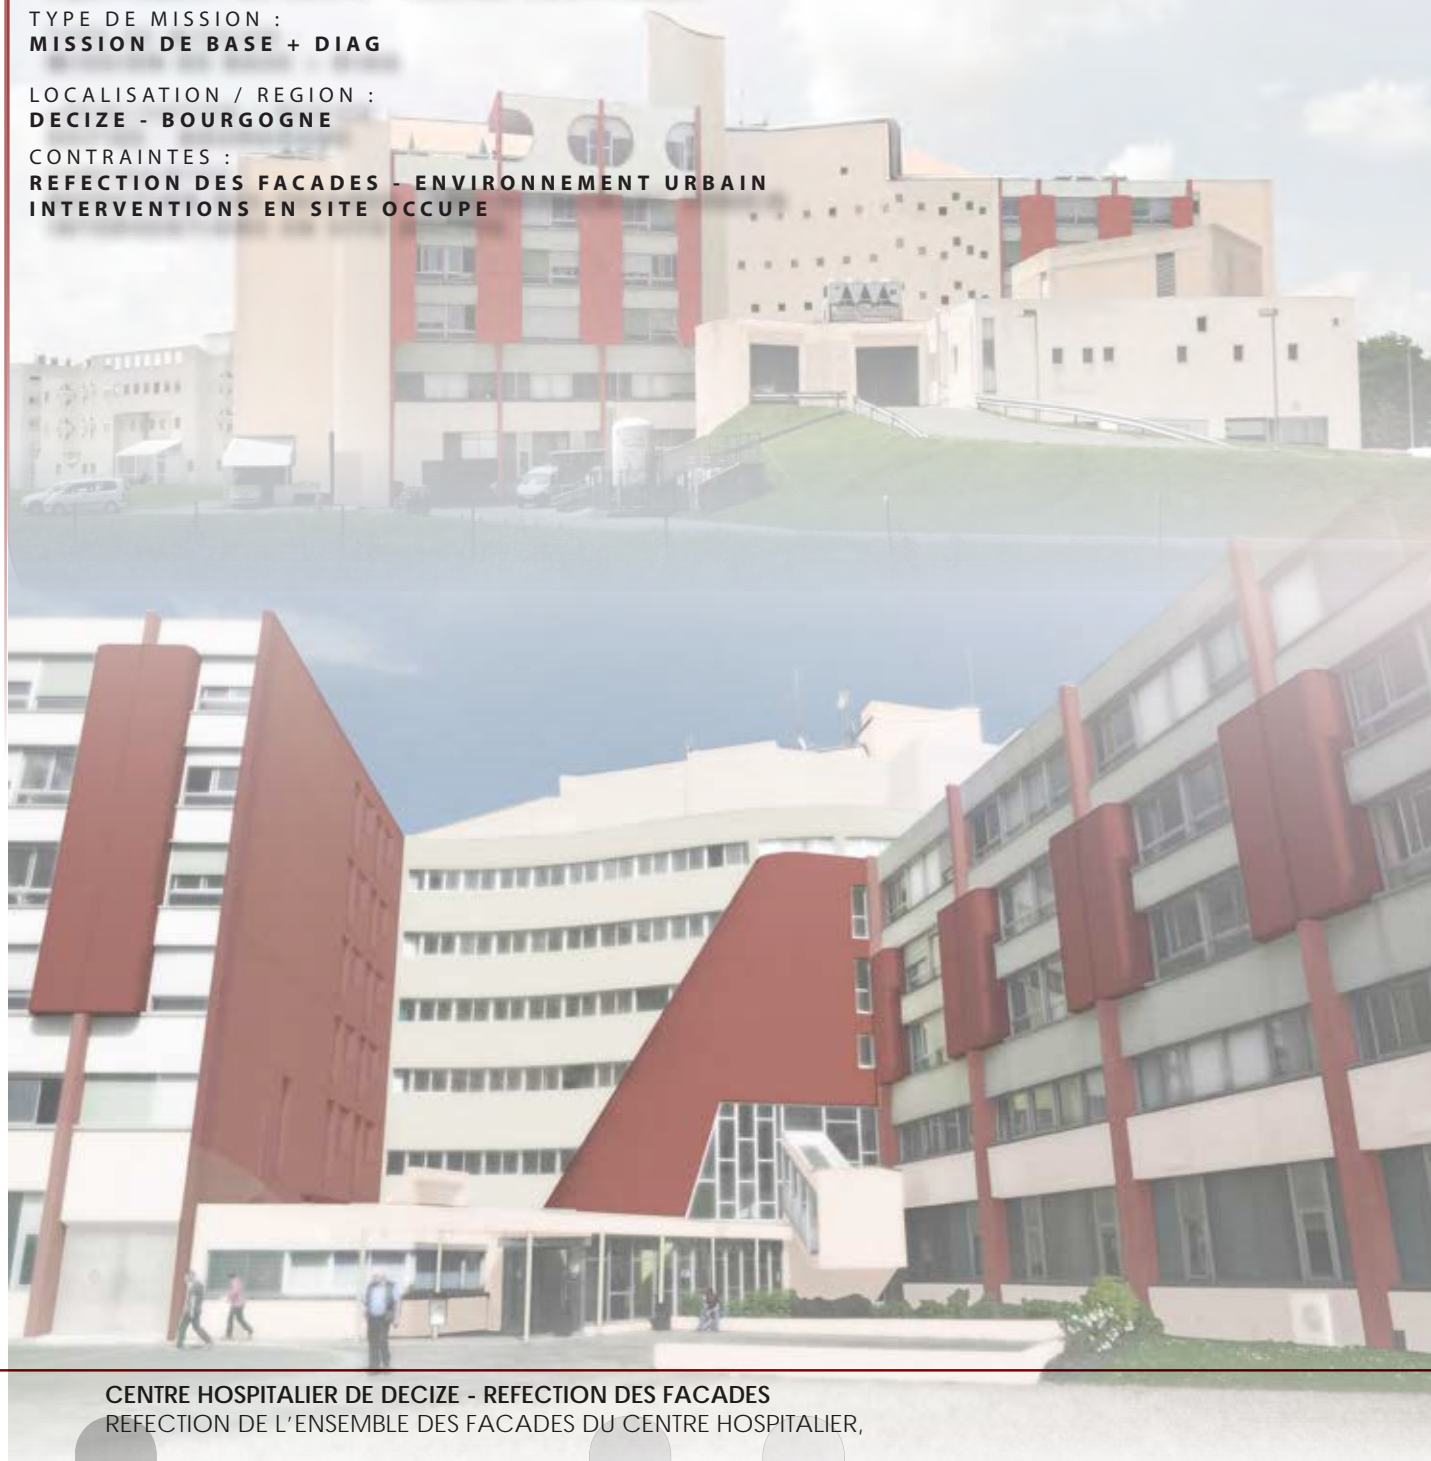 TYPE DE MISSION :
MISSION DE BASE + DIAG
LOCALISATION / REGION :
DECIZE - BOURGOGNE
CONTRAINTES :
REFECTION DES FACADES - ENVIRONNEMENT URBAIN
INTERVENTIONS EN SITE OCCUPE
CENTRE HOSPITALIER DE DECIZE - REFECTION DES FACADES
REFECTION DE L'ENSEMBLE DES FACADES DU CENTRE HOSPITALIER,